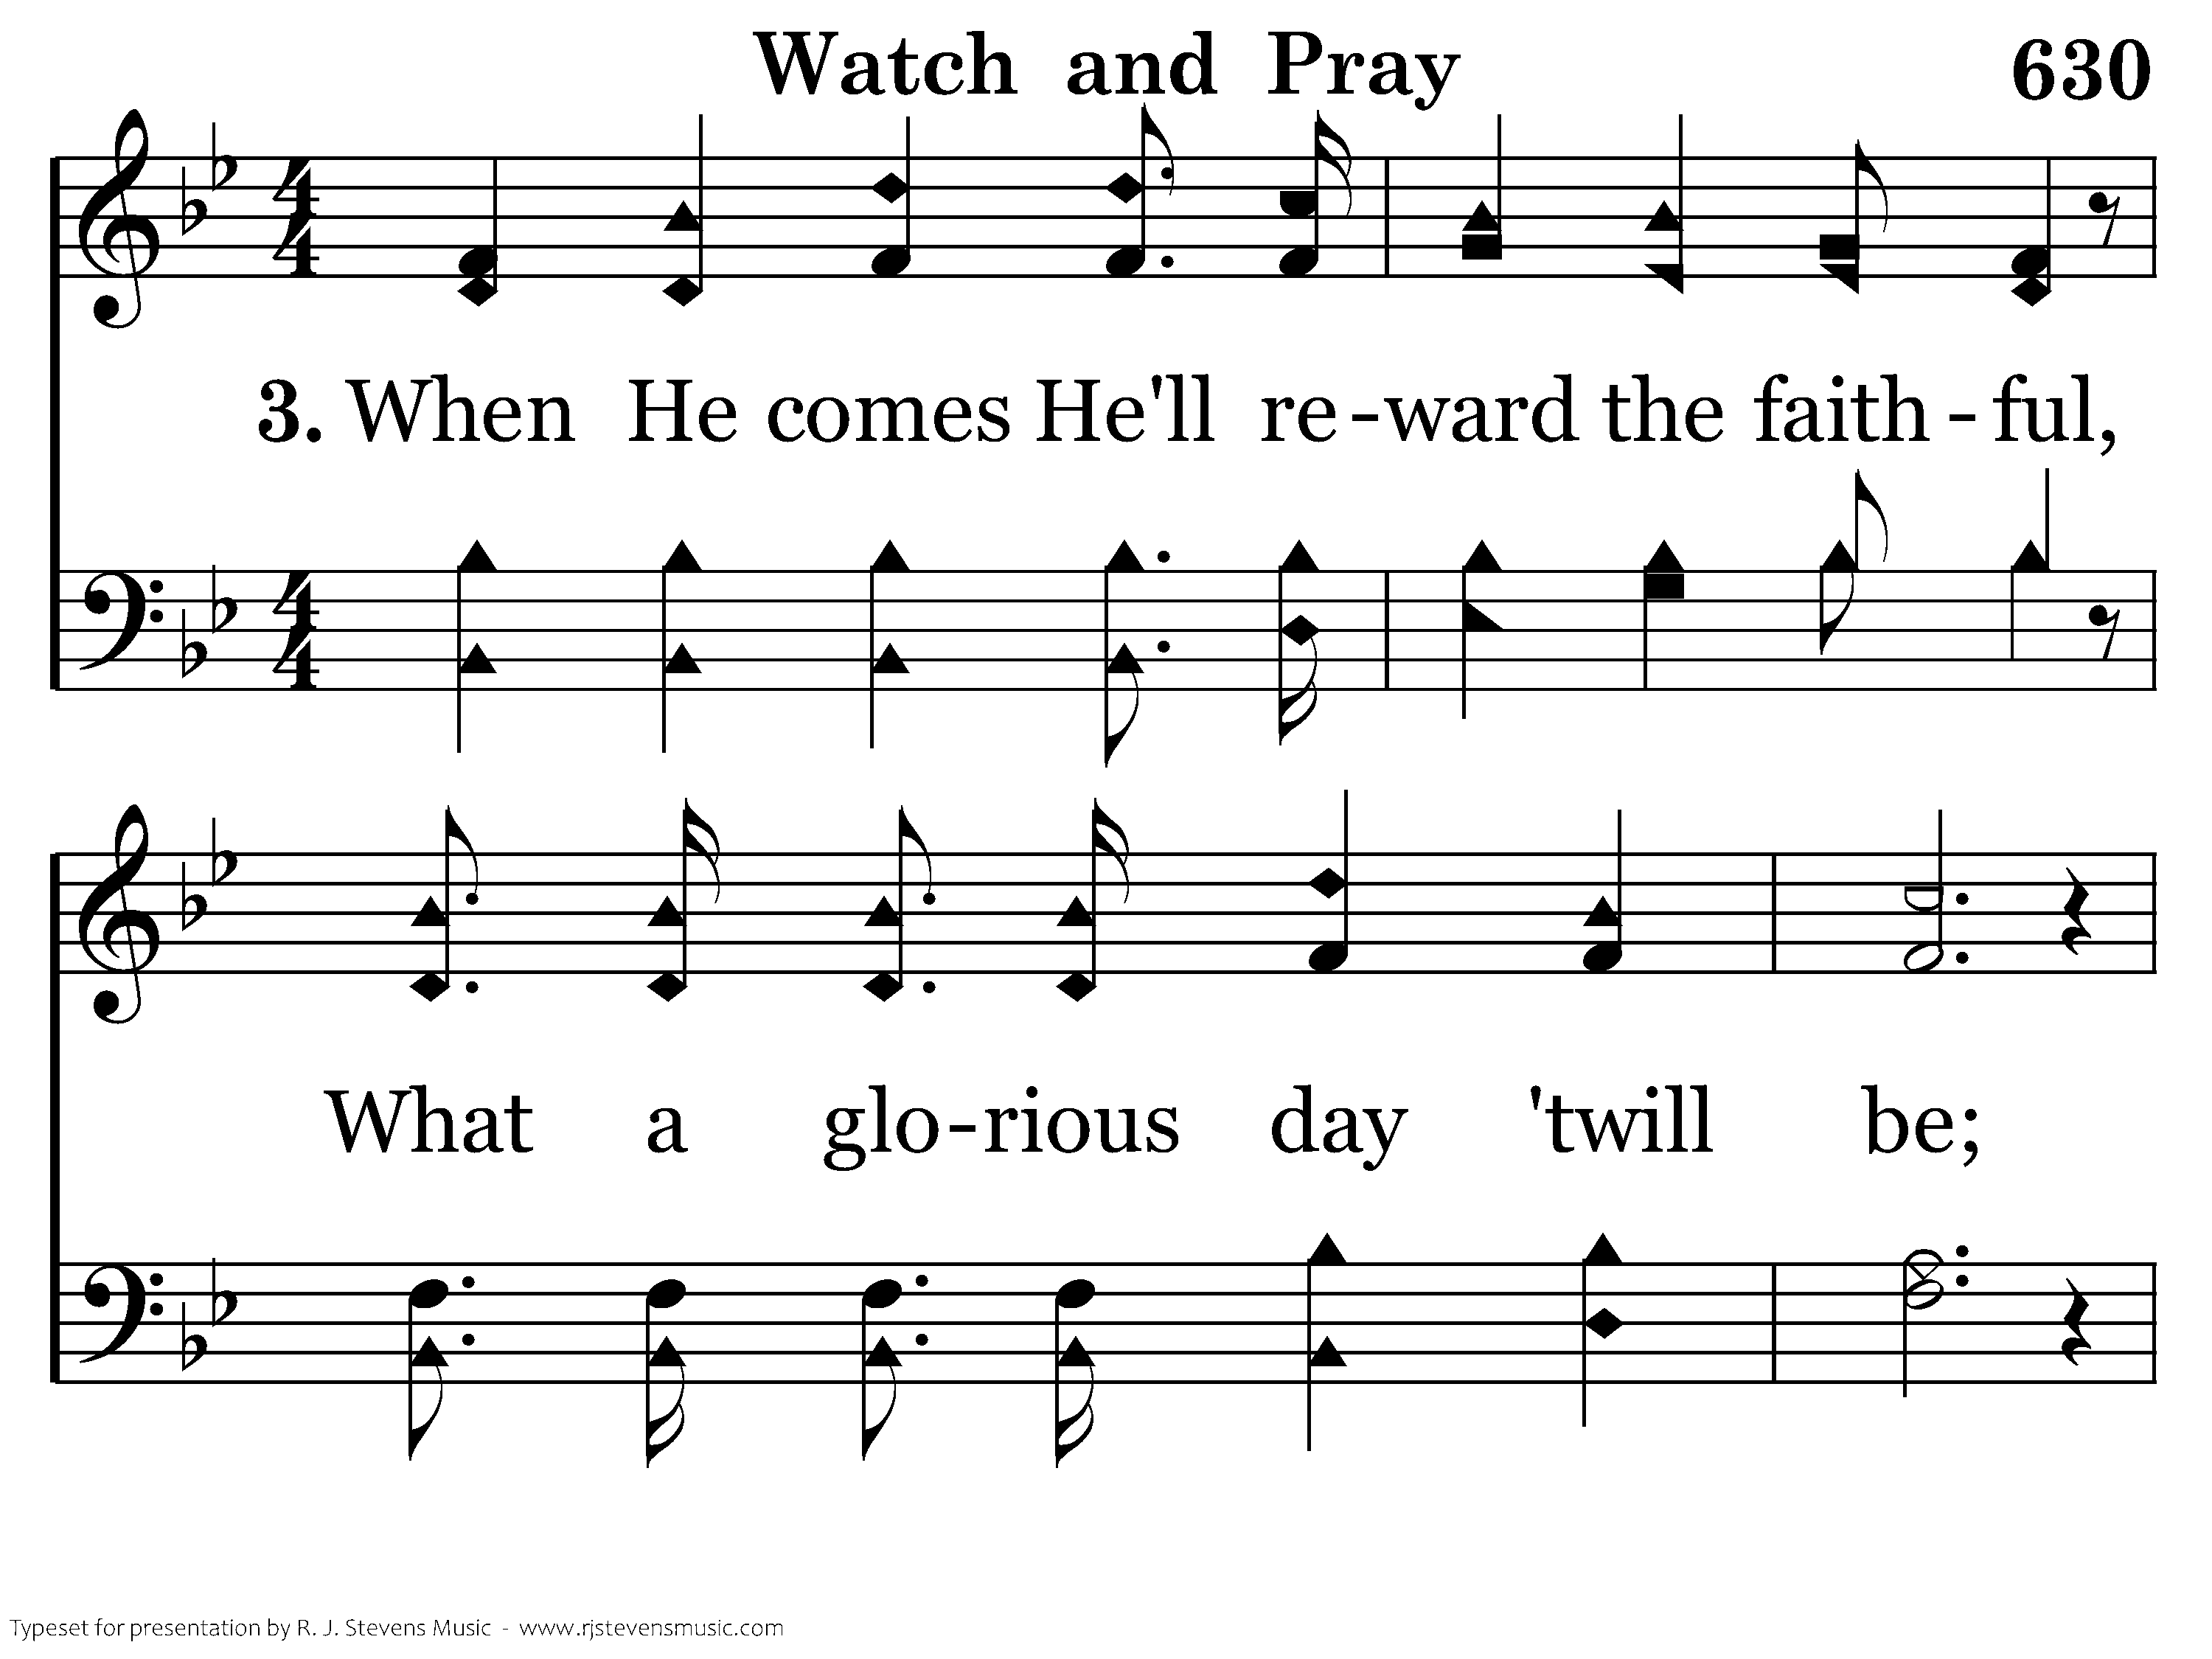 Watch and Pray 630
3. When He comes He'll re-ward the faith-ful,
What a glo-rious day 'twill be;
Typeset for presentation by R. J. Stevens Music - www.rjstevensmusic.com